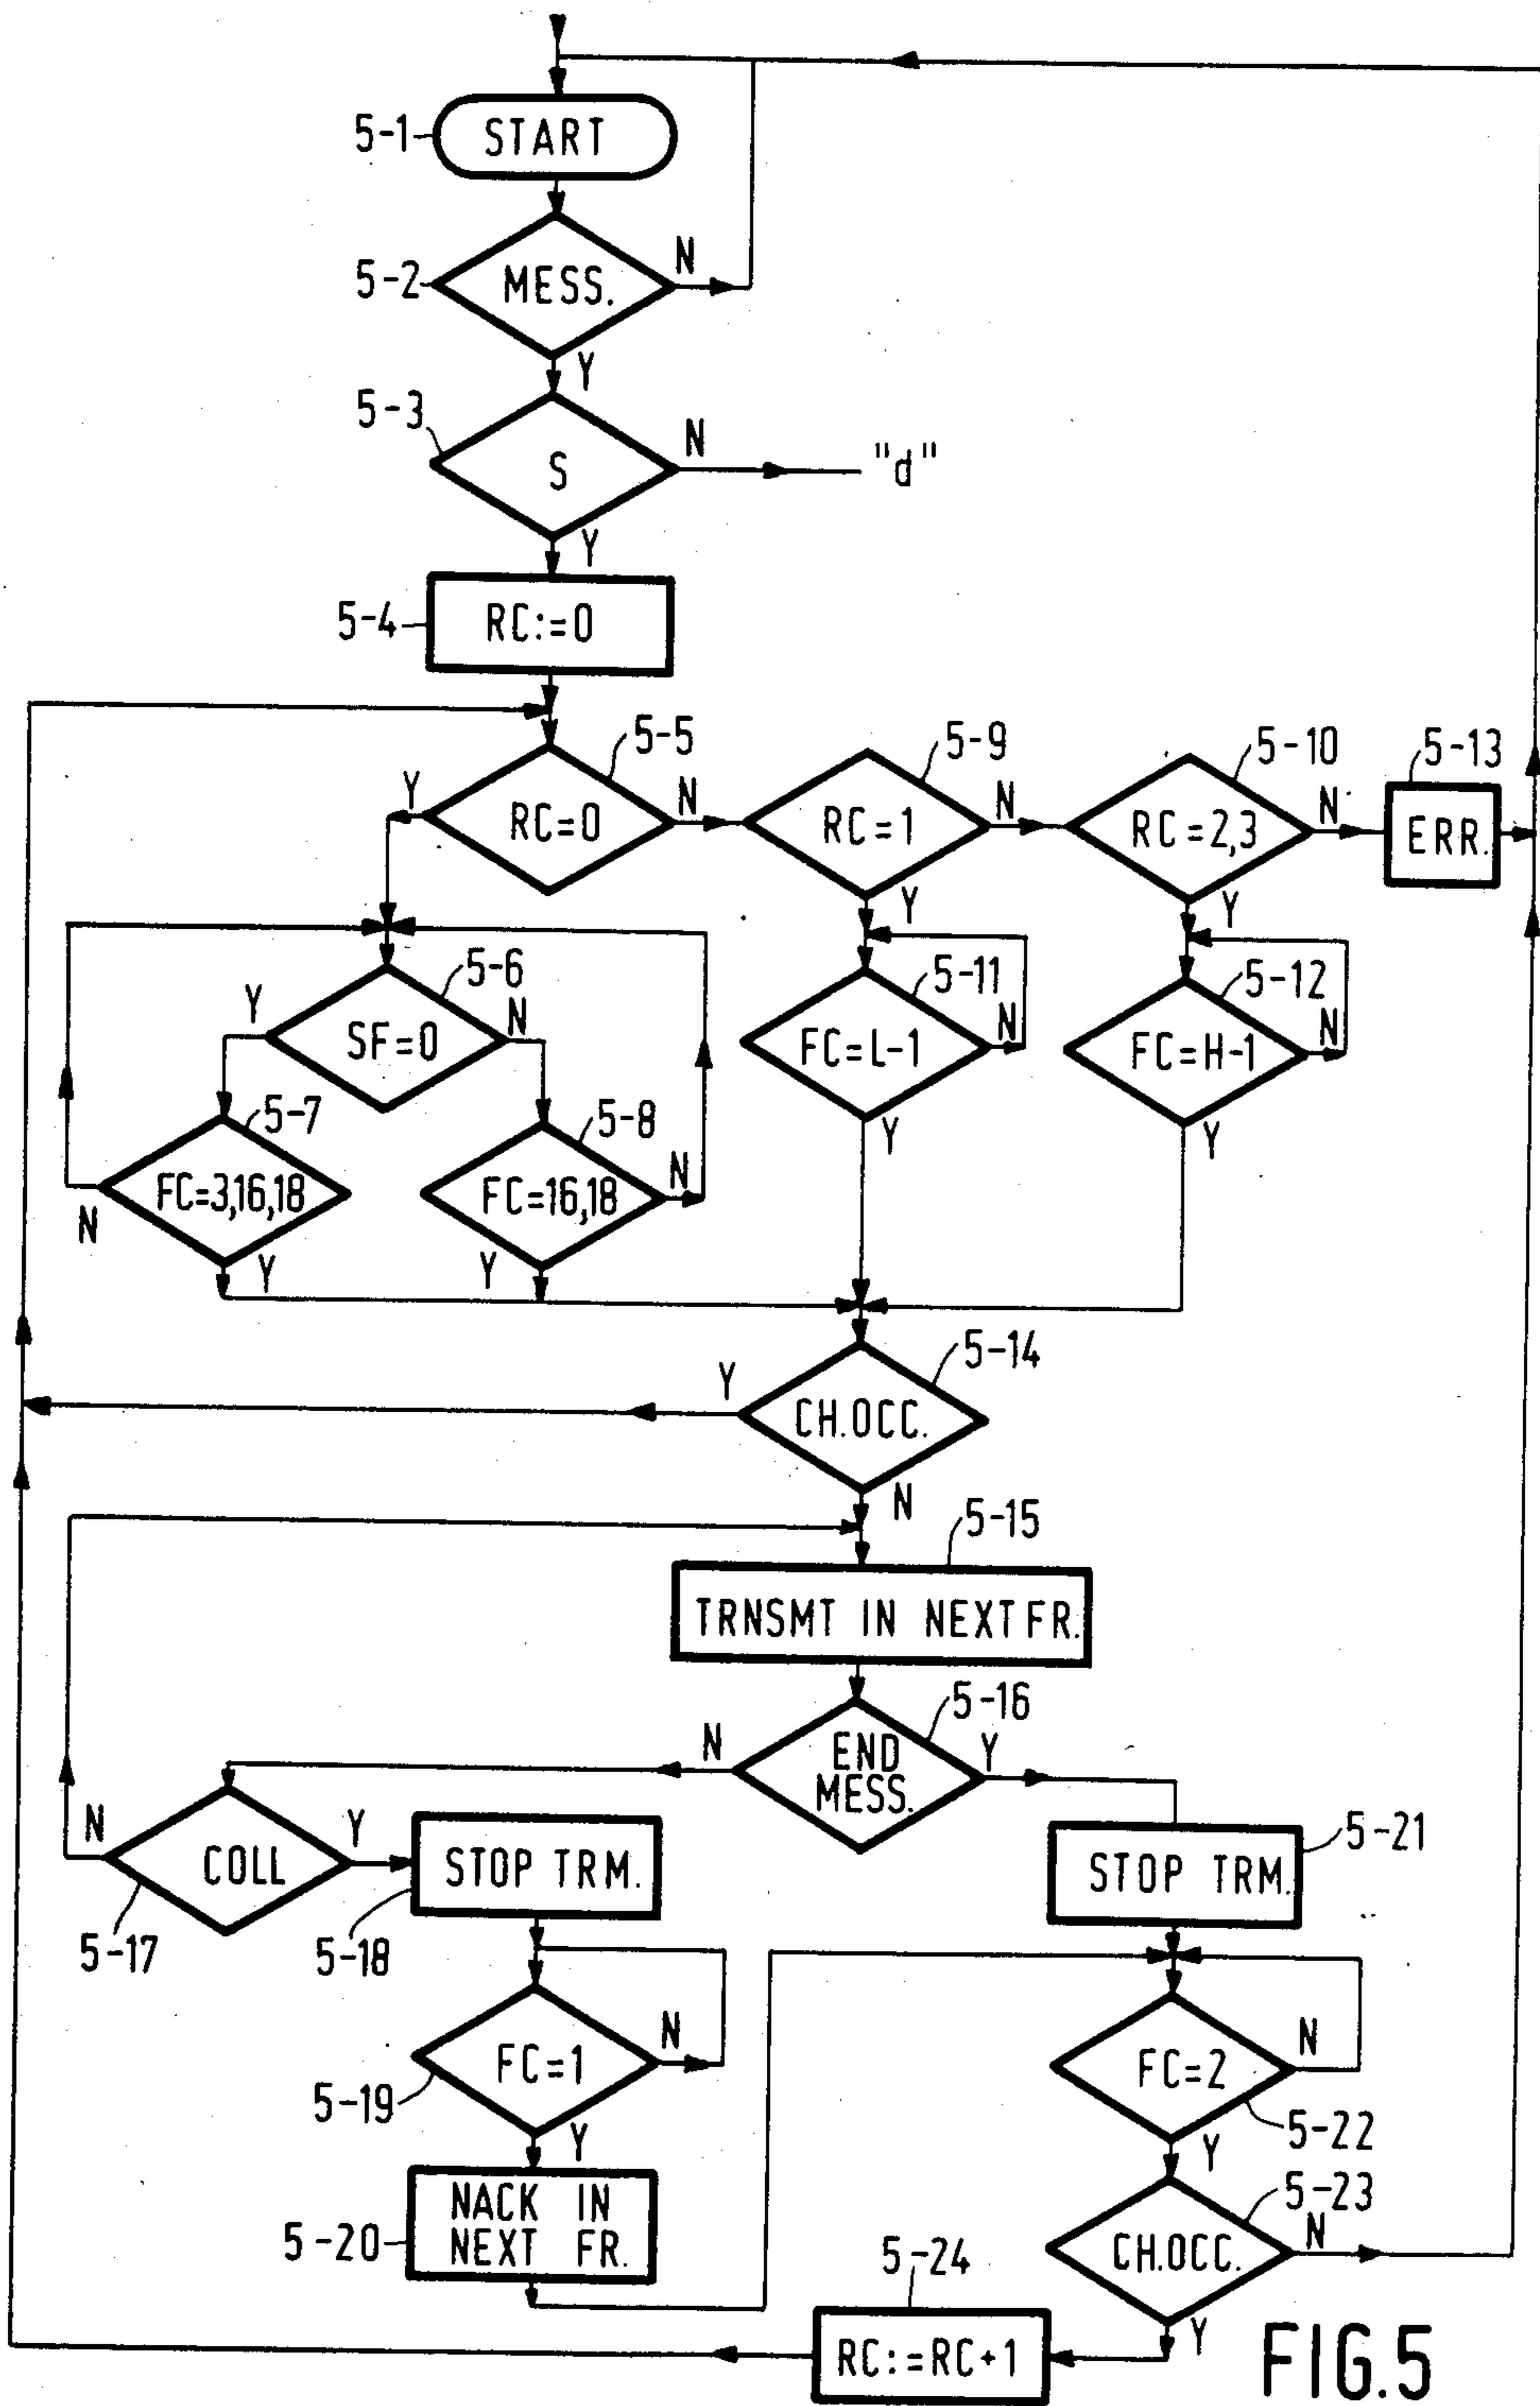 5-1
START
5-2
MESS.
N
Y
5-3
S
N
"d"
Y
5-4
RC:=0
5-5
5-9
5-10
5-13
Y
RC=0
N
RC=1
N
RC=2,3
N
ERR.
Y
Y
5-6
5-11
5-12
Y
SF=0
N
FC=L-1
N
FC=H-1
N
5-7
5-8
Y
Y
FC=3,16,18
N
FC=16,18
N
Y
Y
5-14
Y
CH.OCC.
N
5-15
TRNSMT IN NEXT FR.
5-16
N
END
MESS.
Y
N
COLL
Y
STOP TRM.
5-21
STOP TRM.
5-17
5-18
FC=1
N
FC=2
N
5-19
5-22
Y
Y
NACK IN
NEXT FR.
5-20
5-23
CH.OCC.
N
5-24
RC:=RC+1
Y
FIG.5